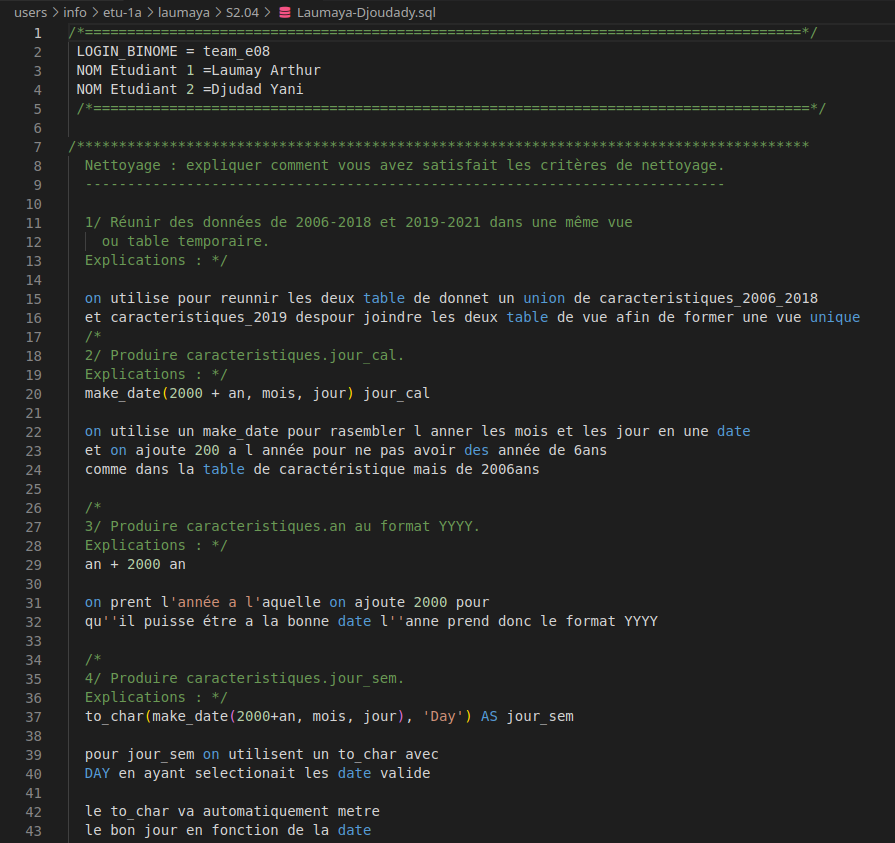 users > info > etu-1a > laumaya > S2.04 > Laumaya-Djoudady.sql
1 /*=====================================================================================*/
2 LOGIN_BINOME = team_e08
3 NOM Etudiant 1 =Laumay Arthur
4 NOM Etudiant 2 =Djudad Yani
5 /*=====================================================================================*/
6
7 /***************************************************************************************
8 Nettoyage : expliquer comment vous avez satisfait les critères de nettoyage.
9 ----------------------------------------------------------------------------
10
11 1/ Réunir des données de 2006-2018 et 2019-2021 dans une même vue
12 ou table temporaire.
13 Explications : */
14
15 on utilise pour reunnir les deux table de donnet un union de caracteristiques_2006_2018
16 et caracteristiques_2019 despour joindre les deux table de vue afin de former une vue unique
17 /*
18 2/ Produire caracteristiques.jour_cal.
19 Explications : */
20 make_date(2000 + an, mois, jour) jour_cal
21
22 on utilise un make_date pour rasembler l anner les mois et les jour en une date
23 et on ajoute 200 a l année pour ne pas avoir des année de 6ans
24 comme dans la table de caractéristique mais de 2006ans
25
26 /*
27 3/ Produire caracteristiques.an au format YYYY.
28 Explications : */
29 an + 2000 an
30
31 on prent l'année a l'aquelle on ajoute 2000 pour
32 qu''il puisse étre a la bonne date l''anne prend donc le format YYYY
33
34 /*
35 4/ Produire caracteristiques.jour_sem.
36 Explications : */
37 to_char(make_date(2000+an, mois, jour), 'Day') AS jour_sem
38
39 pour jour_sem on utilisent un to_char avec
40 DAY en ayant selectionait les date valide
41
42 le to_char va automatiquement metre
43 le bon jour en fonction de la date